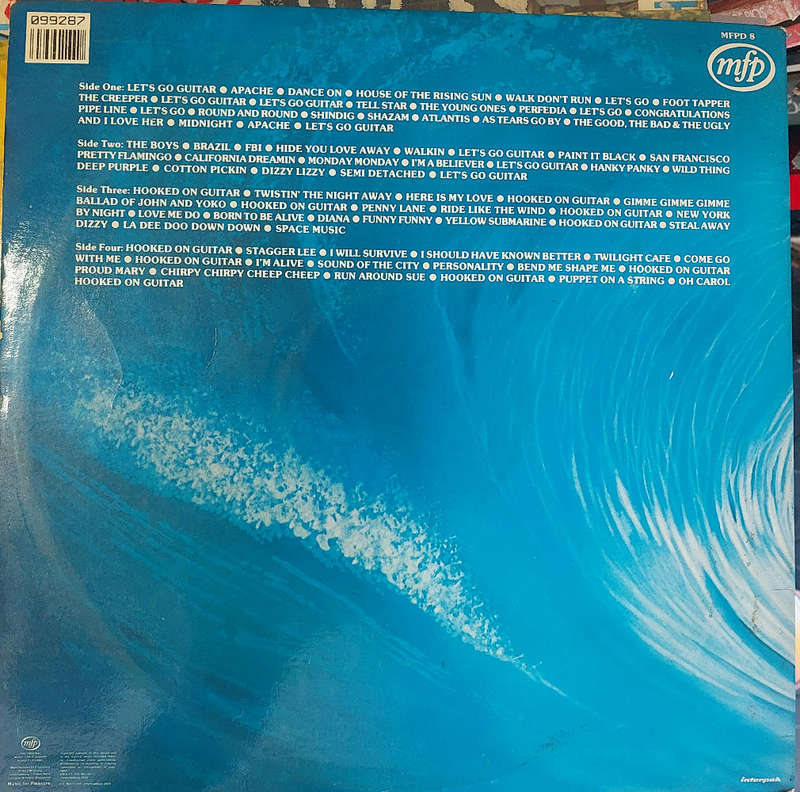 099287
MFPD 8
mfp
Side One: LET'S GO GUITAR ● APACHE ● DANCE ON ● HOUSE OF THE RISING SUN ● WALK DON'T RUN ● LET'S GO ● FOOT TAPPER
THE CREEPER ● LET'S GO GUITAR ● LET'S GO GUITAR ● TELL STAR ● THE YOUNG ONES ● PERFEDIA ● LET'S GO ● CONGRATULATIONS
PIPE LINE ● LET'S GO ● ROUND AND ROUND ● SHINDIG ● SHAZAM ● ATLANTIS ● AS TEARS GO BY ● THE GOOD, THE BAD & THE UGLY
AND I LOVE HER ● MIDNIGHT ● APACHE ● LET'S GO GUITAR
Side Two: THE BOYS ● BRAZIL ● FBI ● HIDE YOU LOVE AWAY ● WALKIN ● LET'S GO GUITAR ● PAINT IT BLACK ● SAN FRANCISCO
PRETTY FLAMINGO ● CALIFORNIA DREAMIN ● MONDAY MONDAY ● I'M A BELIEVER ● LET'S GO GUITAR ● HANKY PANKY ● WILD THING
DEEP PURPLE ● COTTON PICKIN ● DIZZY LIZZY ● SEMI DETACHED ● LET'S GO GUITAR
Side Three: HOOKED ON GUITAR ● TWISTIN' THE NIGHT AWAY ● HERE IS MY LOVE ● HOOKED ON GUITAR ● GIMME GIMME GIMME
BALLAD OF JOHN AND YOKO ● HOOKED ON GUITAR ● PENNY LANE ● RIDE LIKE THE WIND ● HOOKED ON GUITAR ● NEW YORK
BY NIGHT ● LOVE ME DO ● BORN TO BE ALIVE ● DIANA ● FUNNY FUNNY ● YELLOW SUBMARINE ● HOOKED ON GUITAR ● STEAL AWAY
DIZZY ● LA DEE DOO DOWN DOWN ● SPACE MUSIC
Side Four: HOOKED ON GUITAR ● STAGGER LEE ● I WILL SURVIVE ● I SHOULD HAVE KNOWN BETTER ● TWILIGHT CAFE ● COME GO
WITH ME ● HOOKED ON GUITAR ● I'M ALIVE ● SOUND OF THE CITY ● PERSONALITY ● BEND ME SHAPE ME ● HOOKED ON GUITAR
PROUD MARY ● CHIRPY CHIRPY CHEEP CHEEP ● RUN AROUND SUE ● HOOKED ON GUITAR ● PUPPET ON A STRING ● OH CAROL
HOOKED ON GUITAR
mfp
Music for Pleasure
interpak